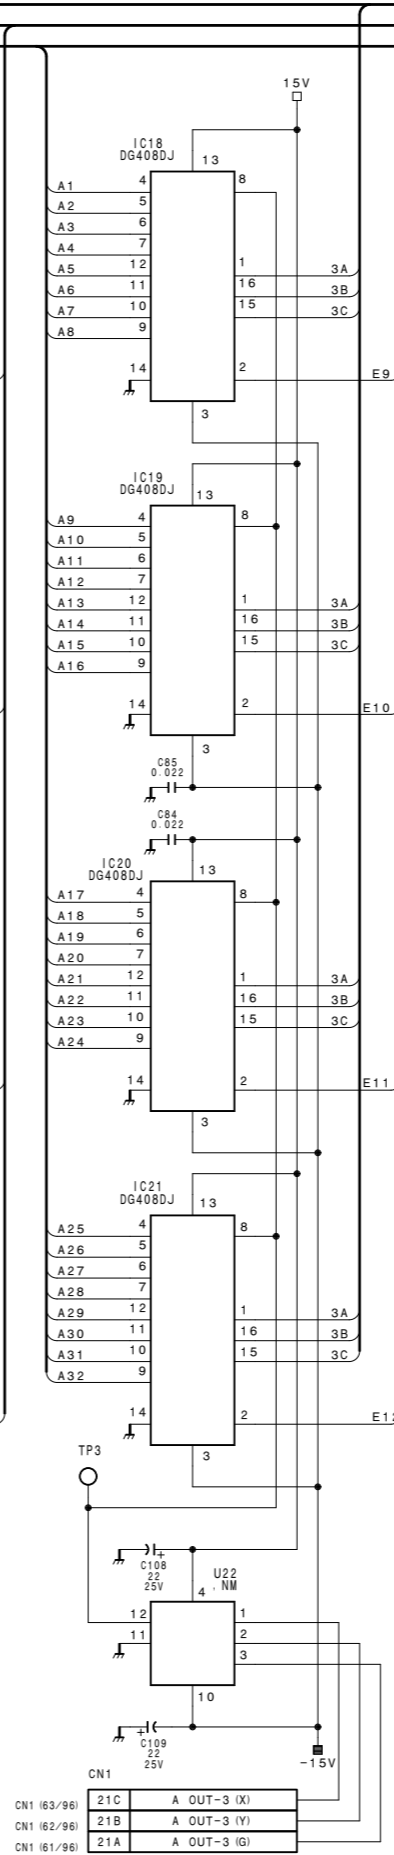 15V
IC18
DG408DJ
13
A1 4 8
A2 5
A3 6
A4 7
A5 12 1 3A
A6 11 16 3B
A7 10 15 3C
A8 9
14 2 E9
3
IC19
DG408DJ
13
A9 4 8
A10 5
A11 6
A12 7
A13 12 1 3A
A14 11 16 3B
A15 10 15 3C
A16 9
14 2 E10
3
C85
0.022
C84
0.022
IC20
DG408DJ
13
A17 4 8
A18 5
A19 6
A20 7
A21 12 1 3A
A22 11 16 3B
A23 10 15 3C
A24 9
14 2 E11
3
IC21
DG408DJ
13
A25 4 8
A26 5
A27 6
A28 7
A29 12 1 3A
A30 11 16 3B
A31 10 15 3C
A32 9
14 2 E12
3
TP3
C108
22
25V
+
U22
. NM
4
12 1
11 2
3
10
+
C109
22
25V
-15V
CN1
CN1 (63/96) 21C A OUT-3 (X)
CN1 (62/96) 21B A OUT-3 (Y)
CN1 (61/96) 21A A OUT-3 (G)